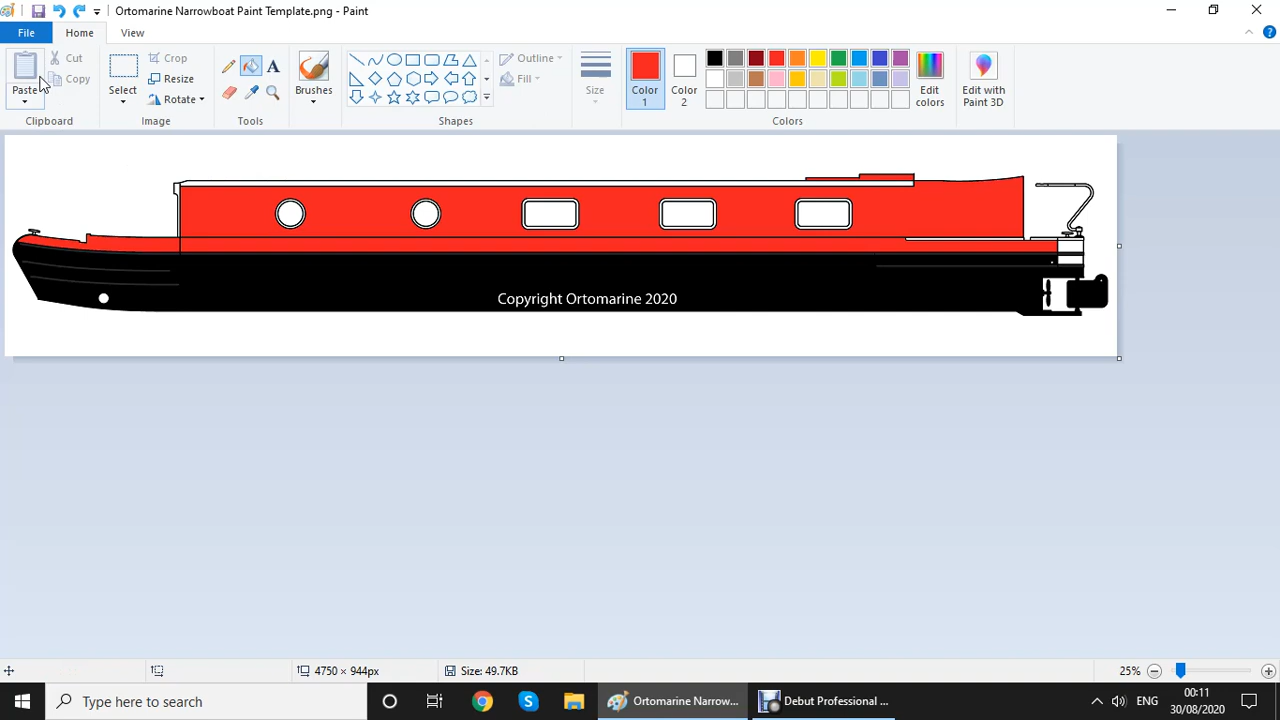 Ortomarine Narrowboat Paint Template.png - Paint
File
Home
View
Paste
Cut
Copy
Clipboard
Select
Crop
Resize
Rotate
Image
Tools
Brushes
Shapes
Outline
Fill
Size
Color 1
Color 2
Colors
Edit colors
Edit with Paint 3D
Copyright Ortomarine 2020
4750 × 944px
Size: 49.7KB
25%
Type here to search
Ortomarine Narrow...
Debut Professional ...
ENG
00:11
30/08/2020